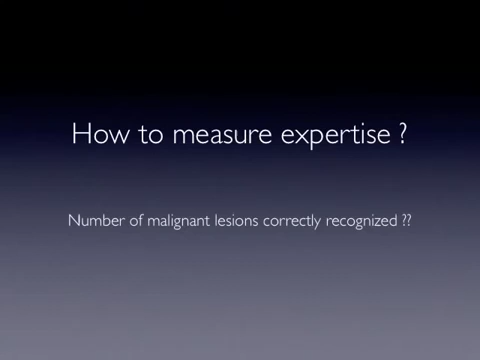 How to measure expertise ?
Number of malignant lesions correctly recognized ??